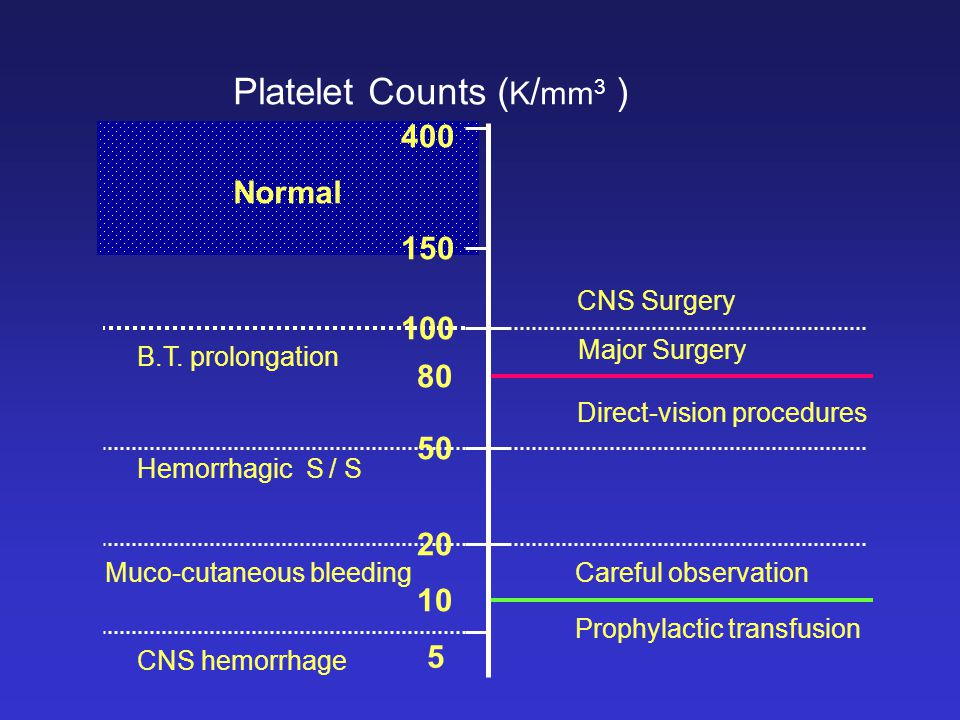 Platelet Counts (K/mm³ )
400
Normal
150
CNS Surgery
100
Major Surgery
B.T. prolongation
80
Direct-vision procedures
50
Hemorrhagic S / S
20
Muco-cutaneous bleeding
Careful observation
10
Prophylactic transfusion
5
CNS hemorrhage